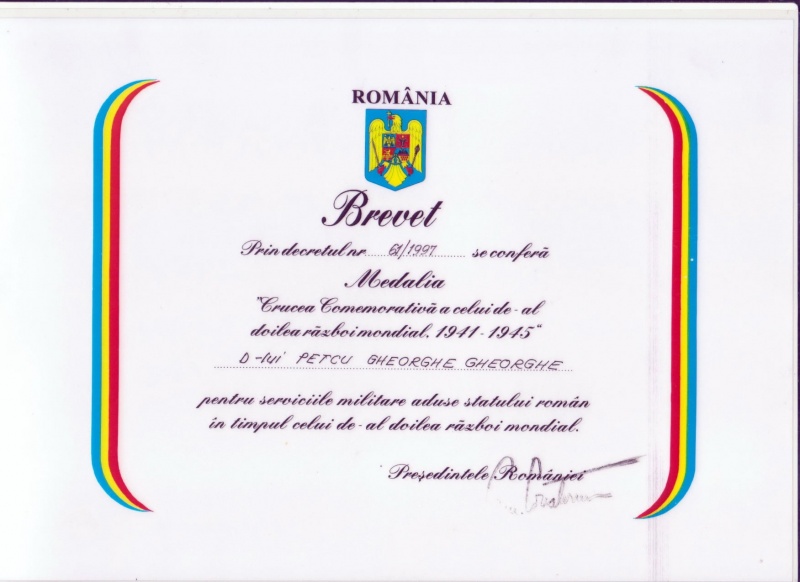 ROMÂNIA
Brevet
Prin decretul nr. 61/1997 se conferă
Medalia
"Crucea Comemorativă a celui de-al
doilea război mondial, 1941-1945"
D-lui PETCU GHEORGHE GHEORGHE
pentru serviciile militare aduse statului român
în timpul celui de-al doilea război mondial.
Președintele României